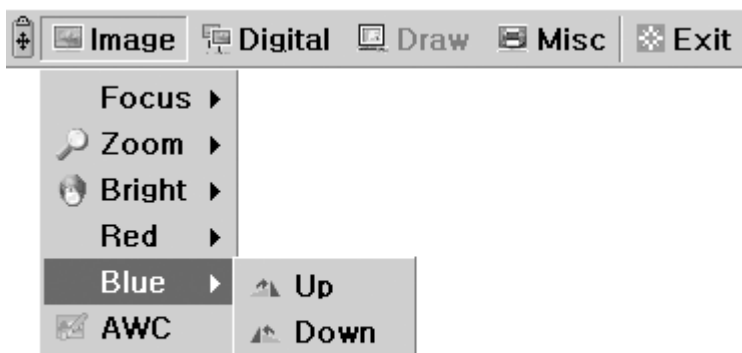 Image Digital Draw Misc Exit
Focus
Zoom
Bright
Red
Blue Up
AWC Down